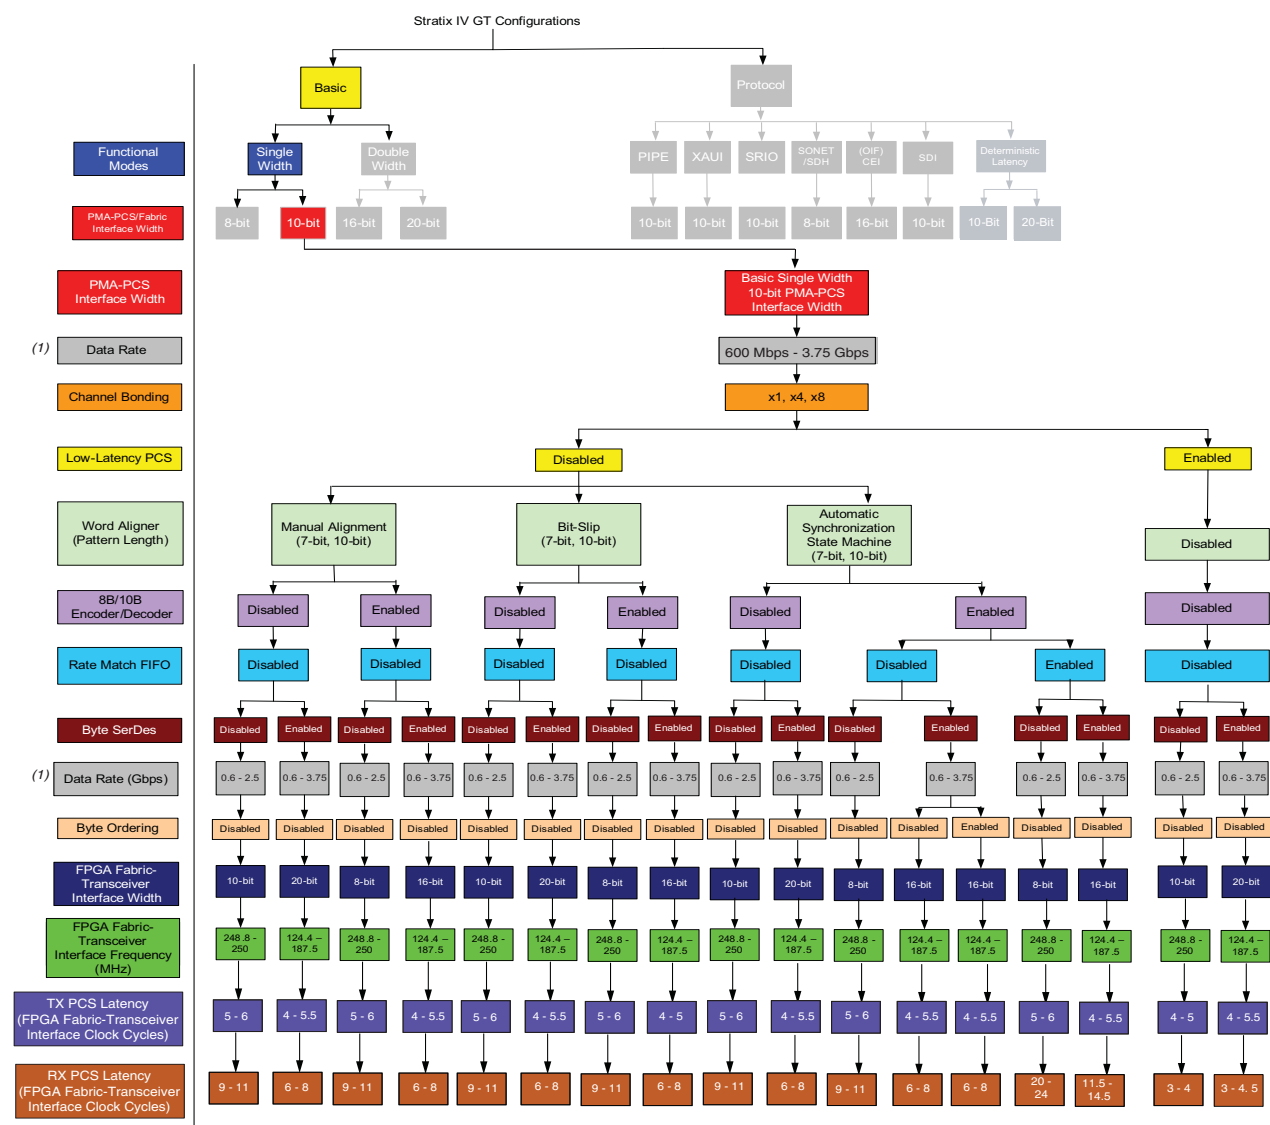 Stratix IV GT Configurations
Basic
Protocol
Functional
Modes
Single
Width
Double
Width
PIPE
XAUI
SRIO
SONET
/SDH
(OIF)
CEI
SDI
Deterministic
Latency
PMA-PCS/Fabric
Interface Width
8-bit
10-bit
16-bit
20-bit
10-bit
10-bit
10-bit
8-bit
16-bit
10-bit
10-Bit
20-Bit
PMA-PCS
Interface Width
Basic Single Width
10-bit PMA-PCS
Interface Width
(1)
Data Rate
600 Mbps - 3.75 Gbps
Channel Bonding
x1, x4, x8
Low-Latency PCS
Disabled
Enabled
Word Aligner
(Pattern Length)
Manual Alignment
(7-bit, 10-bit)
Bit-Slip
(7-bit, 10-bit)
Automatic
Synchronization
State Machine
(7-bit, 10-bit)
Disabled
8B/10B
Encoder/Decoder
Disabled
Enabled
Disabled
Enabled
Disabled
Enabled
Disabled
Rate Match FIFO
Disabled
Disabled
Disabled
Disabled
Disabled
Disabled
Enabled
Disabled
Byte SerDes
Disabled
Enabled
Disabled
Enabled
Disabled
Enabled
Disabled
Enabled
Disabled
Enabled
Disabled
Enabled
Disabled
Enabled
Disabled
Enabled
(1)
Data Rate (Gbps)
0.6 - 2.5
0.6 - 3.75
0.6 - 2.5
0.6 - 3.75
0.6 - 2.5
0.6 - 3.75
0.6 - 2.5
0.6 - 3.75
0.6 - 2.5
0.6 - 3.75
0.6 - 2.5
0.6 - 3.75
0.6 - 2.5
0.6 - 3.75
0.6 - 2.5
0.6 - 3.75
Byte Ordering
Disabled
Disabled
Disabled
Disabled
Disabled
Disabled
Disabled
Disabled
Disabled
Disabled
Disabled
Disabled
Enabled
Disabled
Disabled
Disabled
Disabled
FPGA Fabric-
Transceiver
Interface Width
10-bit
20-bit
8-bit
16-bit
10-bit
20-bit
8-bit
16-bit
10-bit
20-bit
8-bit
16-bit
16-bit
8-bit
16-bit
10-bit
20-bit
FPGA Fabric-
Transceiver
Interface Frequency
(MHz)
248.8 -
250
124.4 –
187.5
248.8 -
250
124.4 –
187.5
248.8 -
250
124.4 –
187.5
248.8 -
250
124.4 –
187.5
248.8 -
250
124.4 –
187.5
248.8 -
250
124.4 –
187.5
124.4 –
187.5
248.8 -
250
124.4 –
187.5
248.8 -
250
124.4 –
187.5
TX PCS Latency
(FPGA Fabric-Transceiver
Interface Clock Cycles)
5 - 6
4 - 5.5
5 - 6
4 - 5.5
5 - 6
4 - 5.5
5 - 6
4 - 5
5 - 6
4 - 5.5
5 - 6
4 - 5.5
4 - 5.5
5 - 6
4 - 5.5
4 - 5
4 - 5.5
RX PCS Latency
(FPGA Fabric-Transceiver
Interface Clock Cycles)
9 - 11
6 - 8
9 - 11
6 - 8
9 - 11
6 - 8
9 - 11
6 - 8
9 - 11
6 - 8
9 - 11
6 - 8
6 - 8
20 -
24
11.5 -
14.5
3 - 4
3 - 4. 5